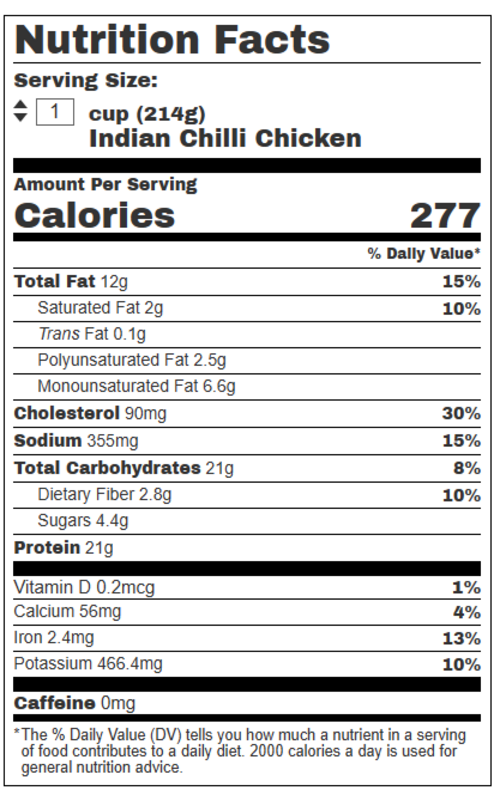 Nutrition Facts
Serving Size:
1 cup (214g)
Indian Chilli Chicken
Amount Per Serving
Calories 277
% Daily Value*
Total Fat 12g 15%
Saturated Fat 2g 10%
Trans Fat 0.1g
Polyunsaturated Fat 2.5g
Monounsaturated Fat 6.6g
Cholesterol 90mg 30%
Sodium 355mg 15%
Total Carbohydrates 21g 8%
Dietary Fiber 2.8g 10%
Sugars 4.4g
Protein 21g
Vitamin D 0.2mcg 1%
Calcium 56mg 4%
Iron 2.4mg 13%
Potassium 466.4mg 10%
Caffeine 0mg
*The % Daily Value (DV) tells you how much a nutrient in a serving
of food contributes to a daily diet. 2000 calories a day is used for
general nutrition advice.